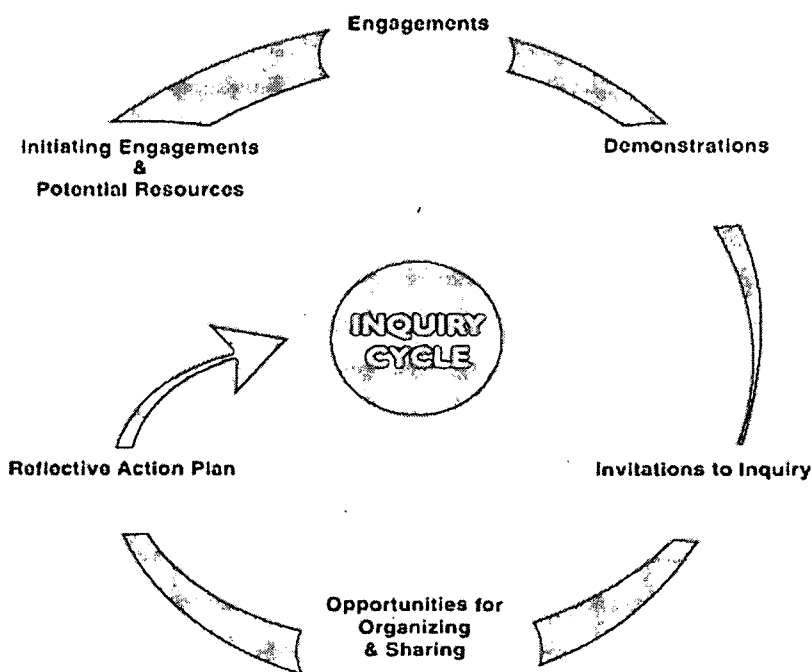 Engagements
Initiating Engagements
&
Potential Resources
Demonstrations
INQUIRY
CYCLE
Reflective Action Plan
Invitations to Inquiry
Opportunities for
Organizing
& Sharing